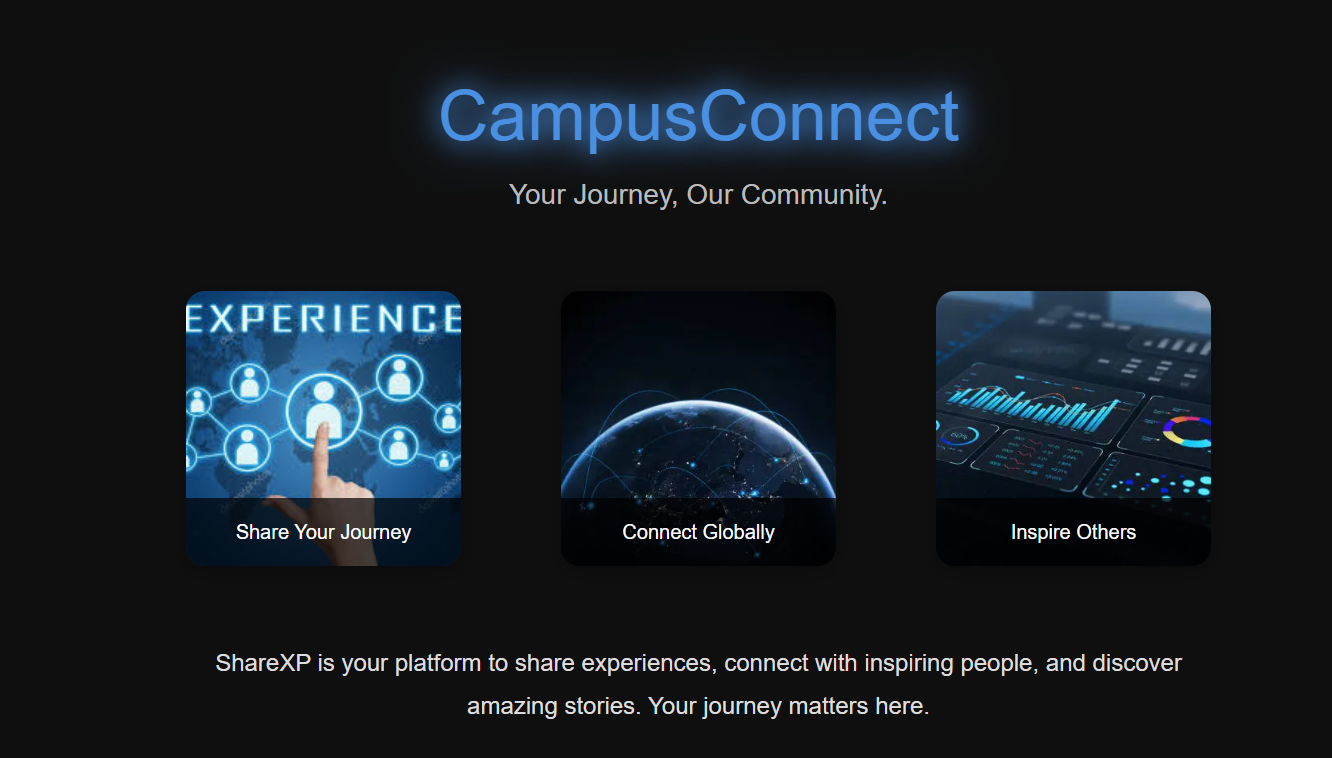 CampusConnect
Your Journey, Our Community.
EXPERIENCE
Share Your Journey
Connect Globally
60%
Inspire Others
ShareXP is your platform to share experiences, connect with inspiring people, and discover
amazing stories. Your journey matters here.